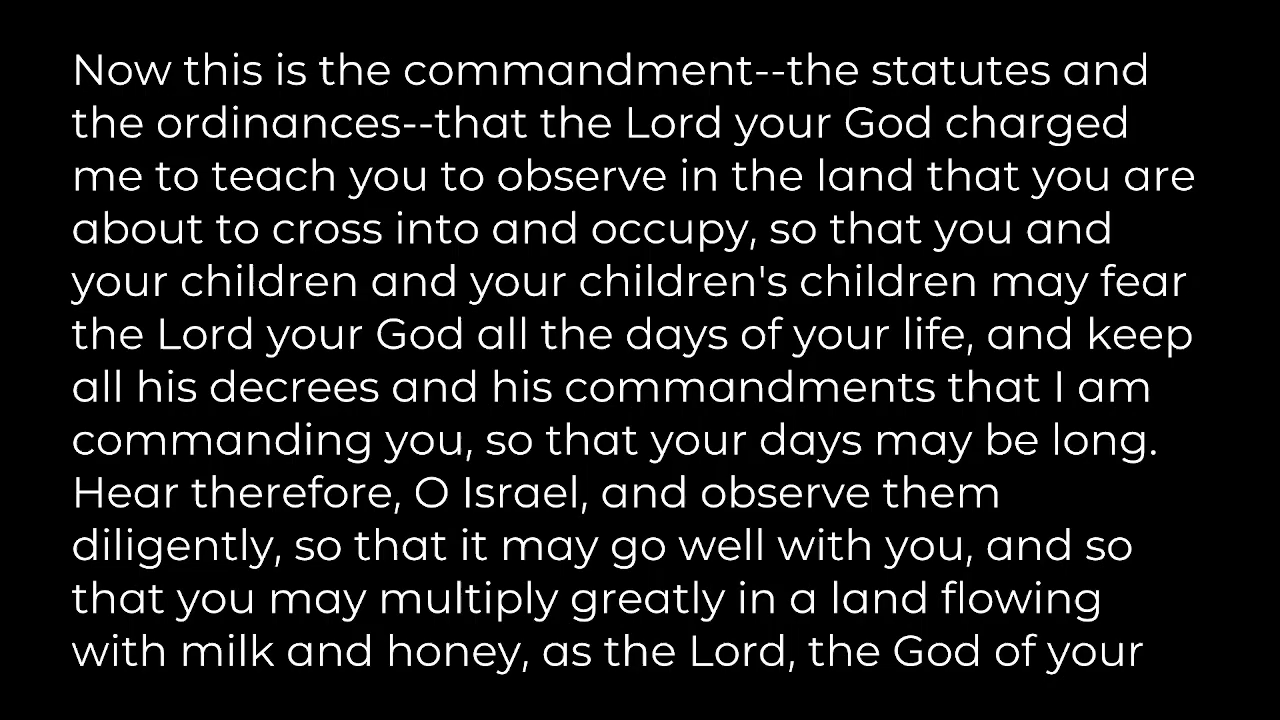 Now this is the commandment--the statutes and
the ordinances--that the Lord your God charged
me to teach you to observe in the land that you are
about to cross into and occupy, so that you and
your children and your children's children may fear
the Lord your God all the days of your life, and keep
all his decrees and his commandments that I am
commanding you, so that your days may be long.
Hear therefore, O Israel, and observe them
diligently, so that it may go well with you, and so
that you may multiply greatly in a land flowing
with milk and honey, as the Lord, the God of your